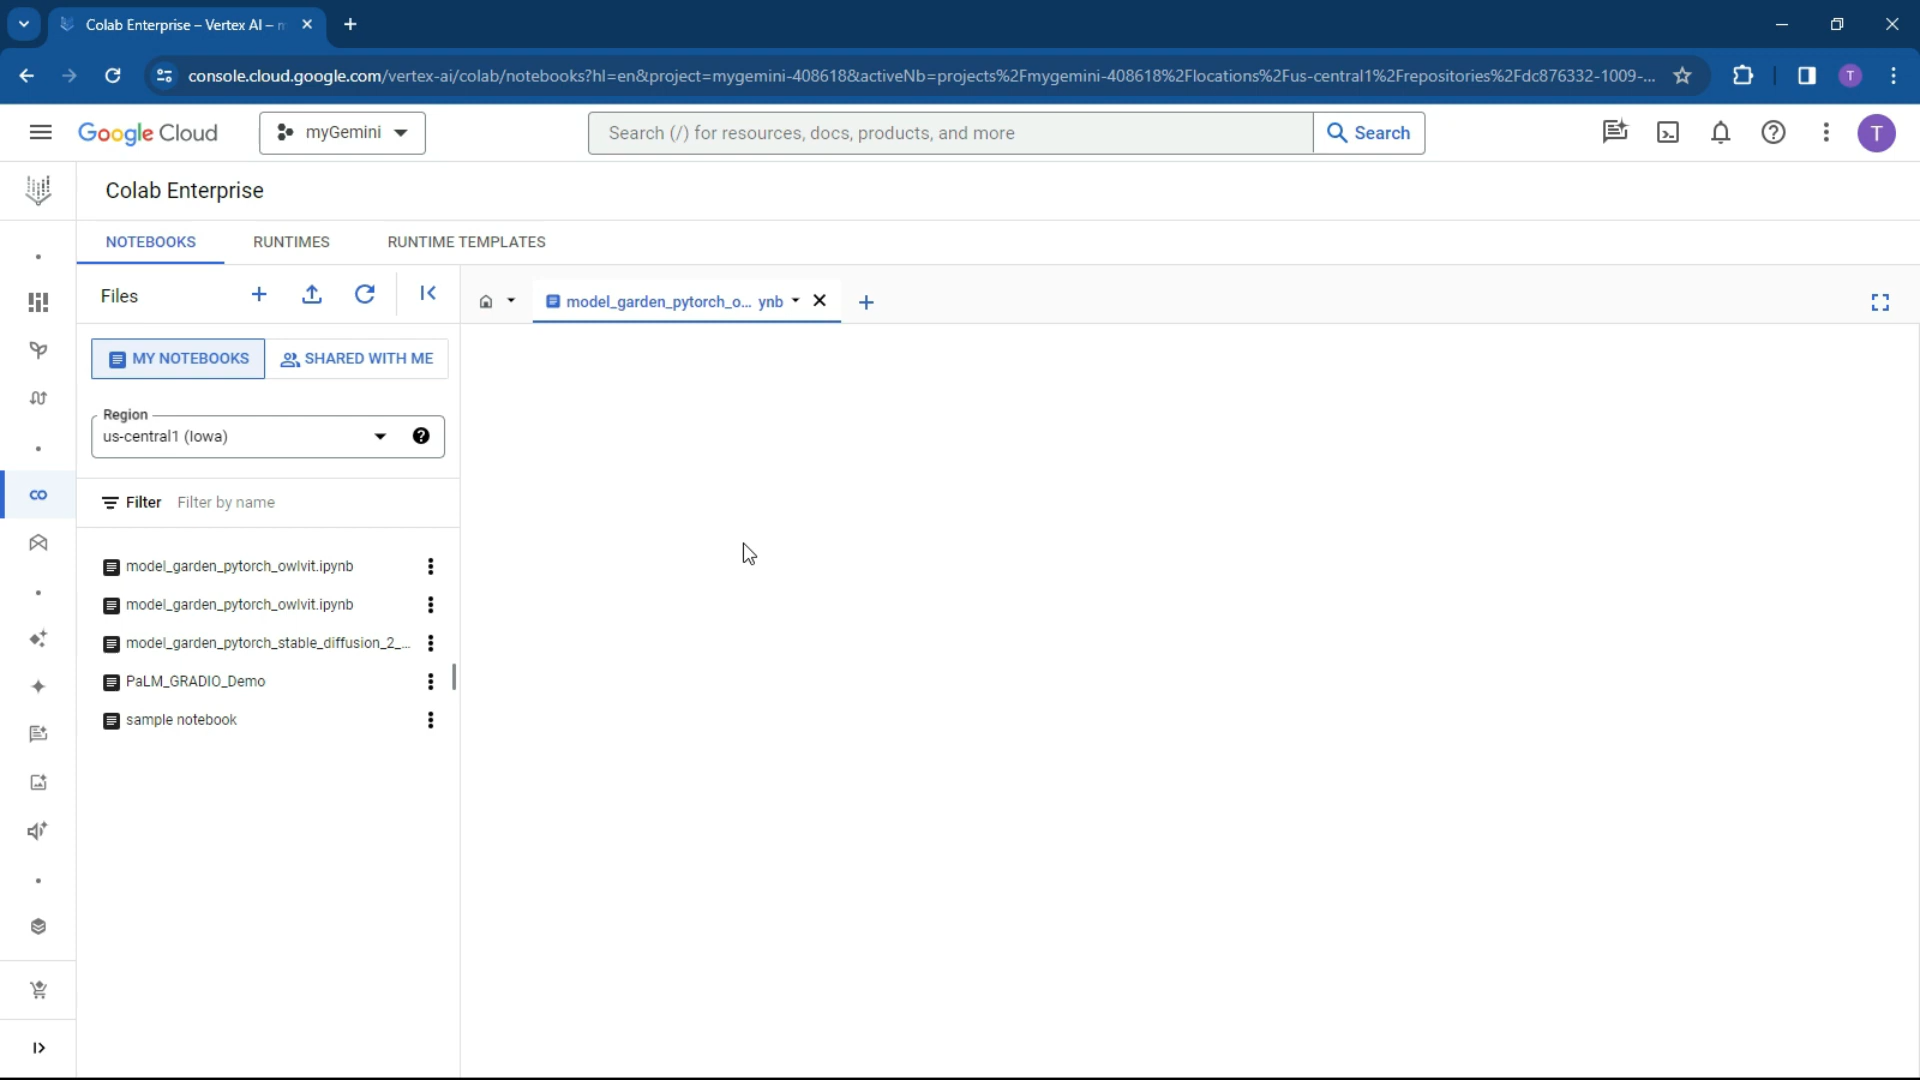 Colab Enterprise – Vertex AI –
console.cloud.google.com/vertex-ai/colab/notebooks?hl=en&project=mygemini-408618&activeNb=projects%2Fmygemini-408618%2Flocations%2Fus-central1%2Frepositories%2Fdc876332-1009-...
T
Google Cloud
myGemini
Search (/) for resources, docs, products, and more
Search
T
Colab Enterprise
NOTEBOOKS
RUNTIMES
RUNTIME TEMPLATES
Files
model_garden_pytorch_o... ynb
MY NOTEBOOKS
SHARED WITH ME
Region
us-central1 (Iowa)
Filter
Filter by name
model_garden_pytorch_owlvit.ipynb
model_garden_pytorch_owlvit.ipynb
model_garden_pytorch_stable_diffusion_2_...
PaLM_GRADIO_Demo
sample notebook